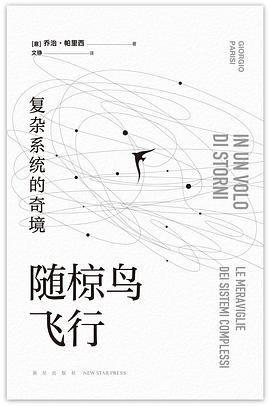 [意] 乔治·帕里西 著
文铮 译
GIORGIO
PARISI
复杂系统的奇境
IN UN VOLO
DI STORNI
LE MERAVIGLIE
DEI SISTEMI COMPLESSI
随椋鸟
飞行
新星出版社 NEW STAR PRESS